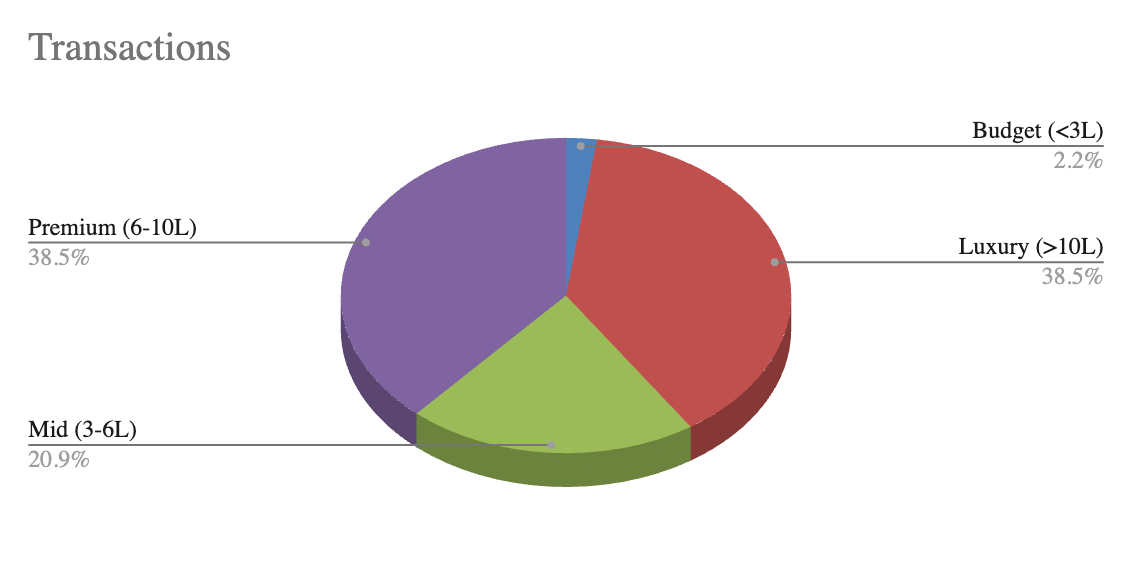 Transactions
Budget (<3L)
2.2%
Premium (6-10L)
38.5%
Luxury (>10L)
38.5%
Mid (3-6L)
20.9%